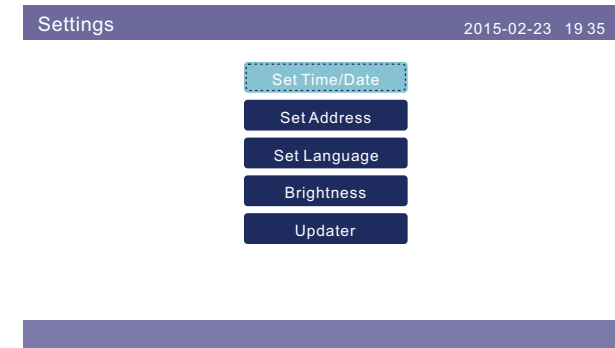 Settings
2015-02-23 19 35
Set Time/Date
Set Address
Set Language
Brightness
Updater